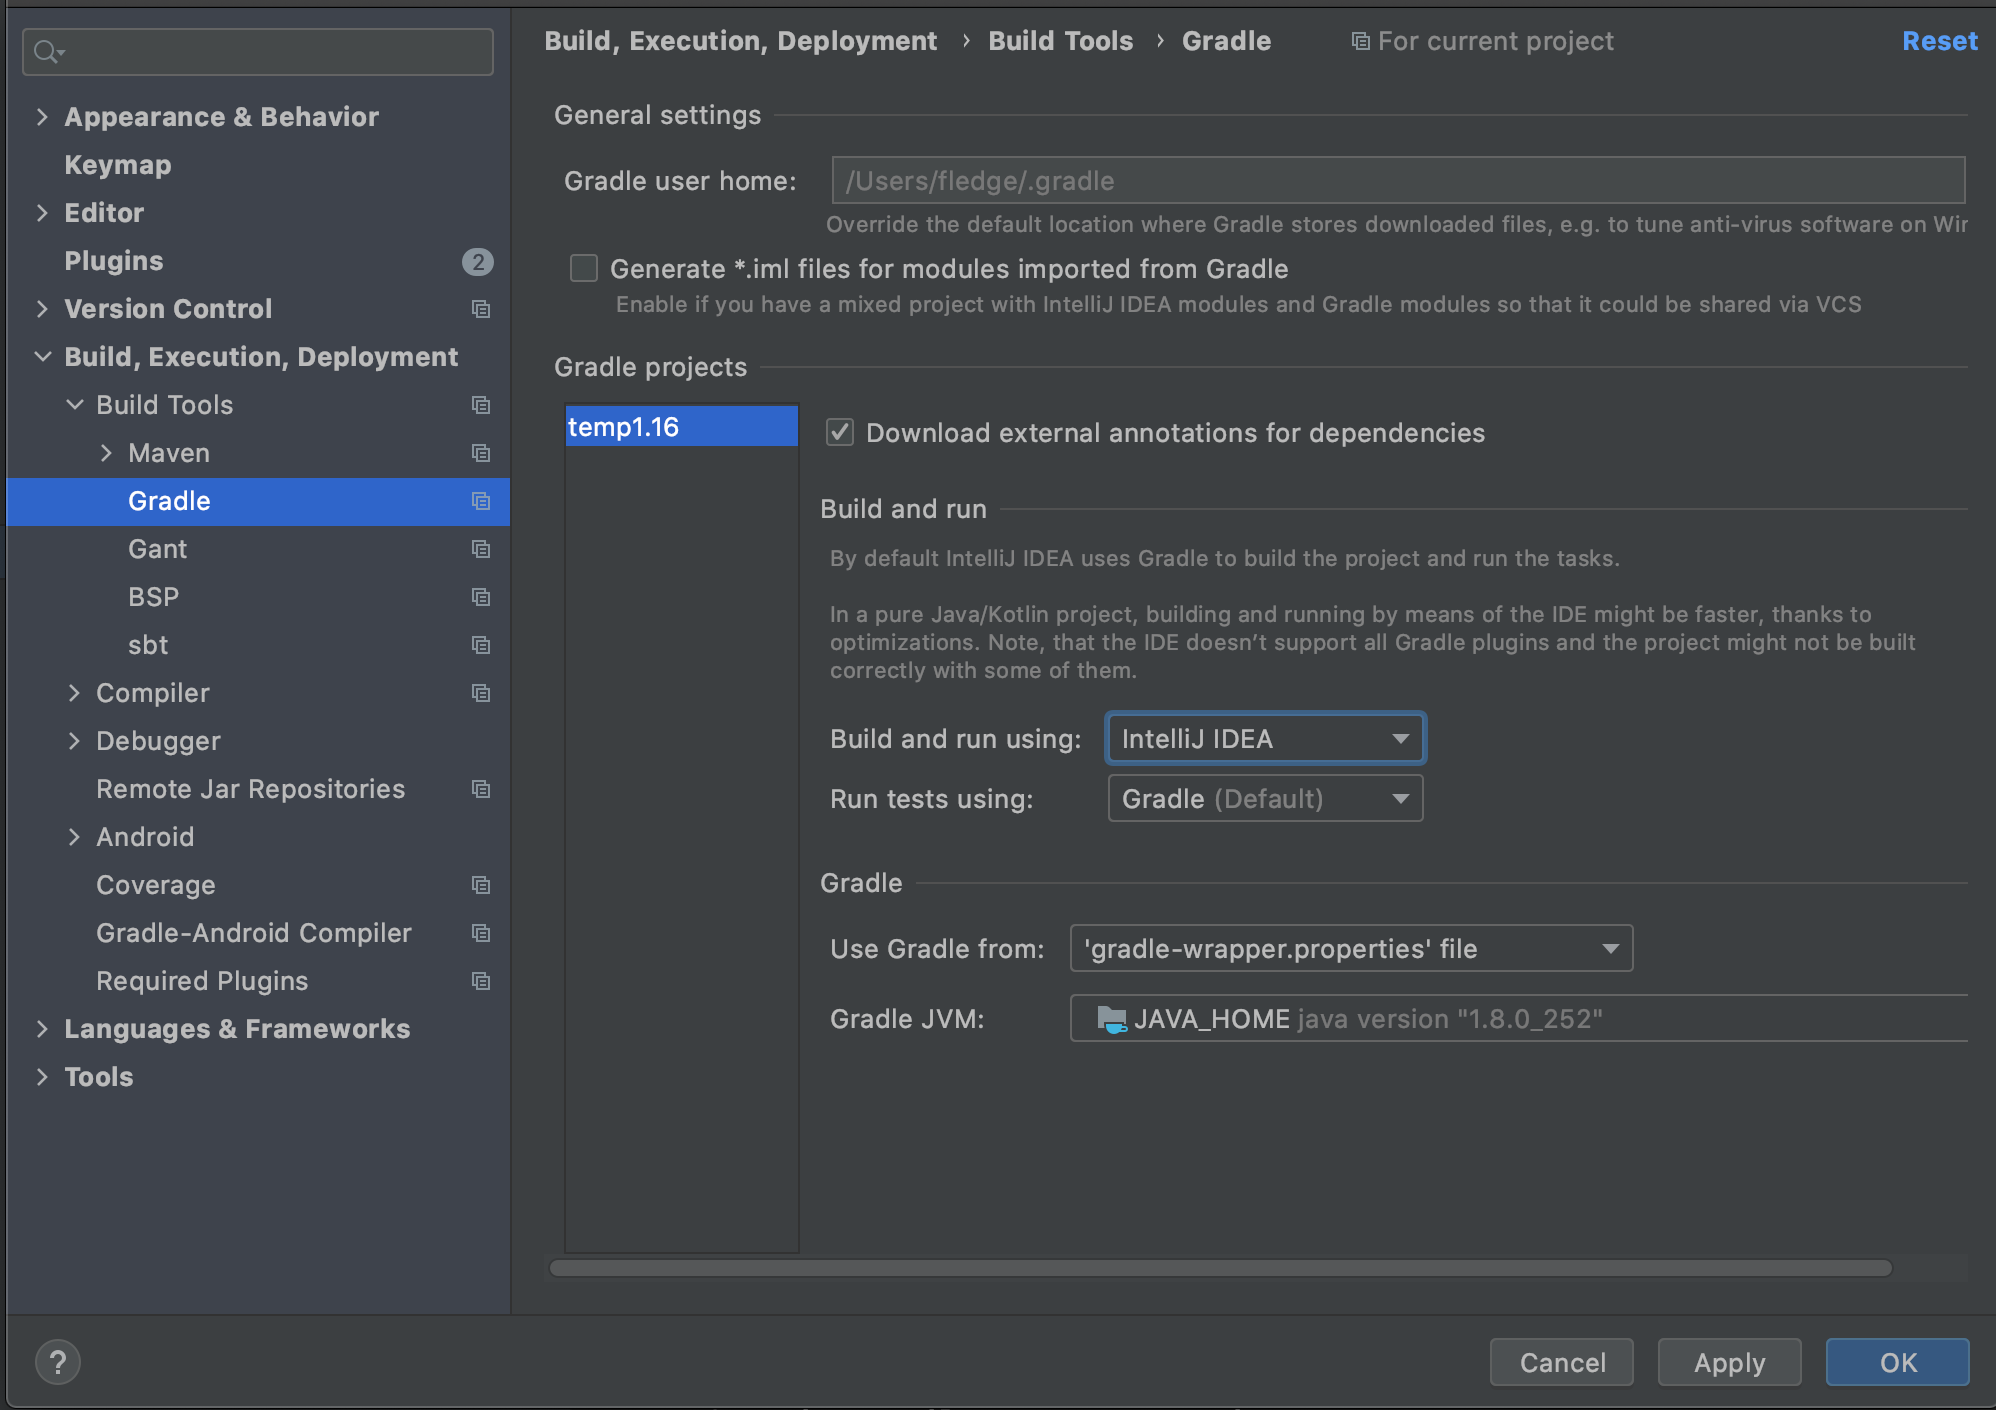 Appearance & Behavior
Keymap
Editor
Plugins 2
Version Control
Build, Execution, Deployment
Build Tools
Maven
Gradle
Gant
BSP
sbt
Compiler
Debugger
Remote Jar Repositories
Android
Coverage
Gradle-Android Compiler
Required Plugins
Languages & Frameworks
Tools
Build, Execution, Deployment › Build Tools › Gradle For current project Reset
General settings
Gradle user home: /Users/fledge/.gradle
Override the default location where Gradle stores downloaded files, e.g. to tune anti-virus software on
Generate *.iml files for modules imported from Gradle
Enable if you have a mixed project with IntelliJ IDEA modules and Gradle modules so that it could be shared via VCS
Gradle projects
temp1.16
Download external annotations for dependencies
Build and run
By default IntelliJ IDEA uses Gradle to build the project and run the tasks.
In a pure Java/Kotlin project, building and running by means of the IDE might be faster, thanks to
optimizations. Note, that the IDE doesn't support all Gradle plugins and the project might not be built
correctly with some of them.
Build and run using: IntelliJ IDEA
Run tests using: Gradle (Default)
Gradle
Use Gradle from: 'gradle-wrapper.properties' file
Gradle JVM: JAVA_HOME java version "1.8.0_252"
? Cancel Apply OK